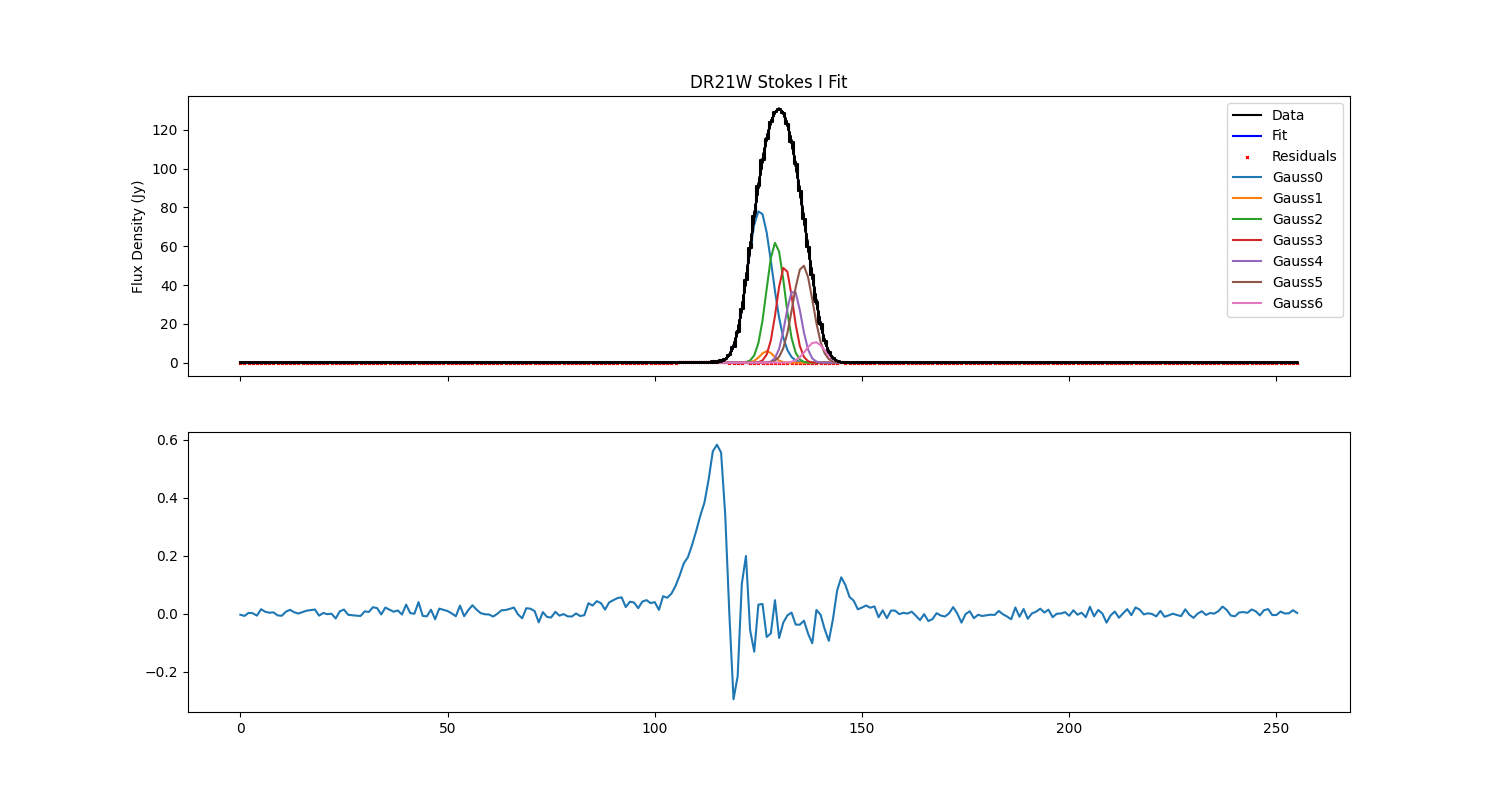 DR21W Stokes I Fit
Flux Density (Jy)
120
100
80
60
40
20
0
Data
Fit
Residuals
Gauss0
Gauss1
Gauss2
Gauss3
Gauss4
Gauss5
Gauss6
0.6
0.4
0.2
0.0
−0.2
0 50 100 150 200 250